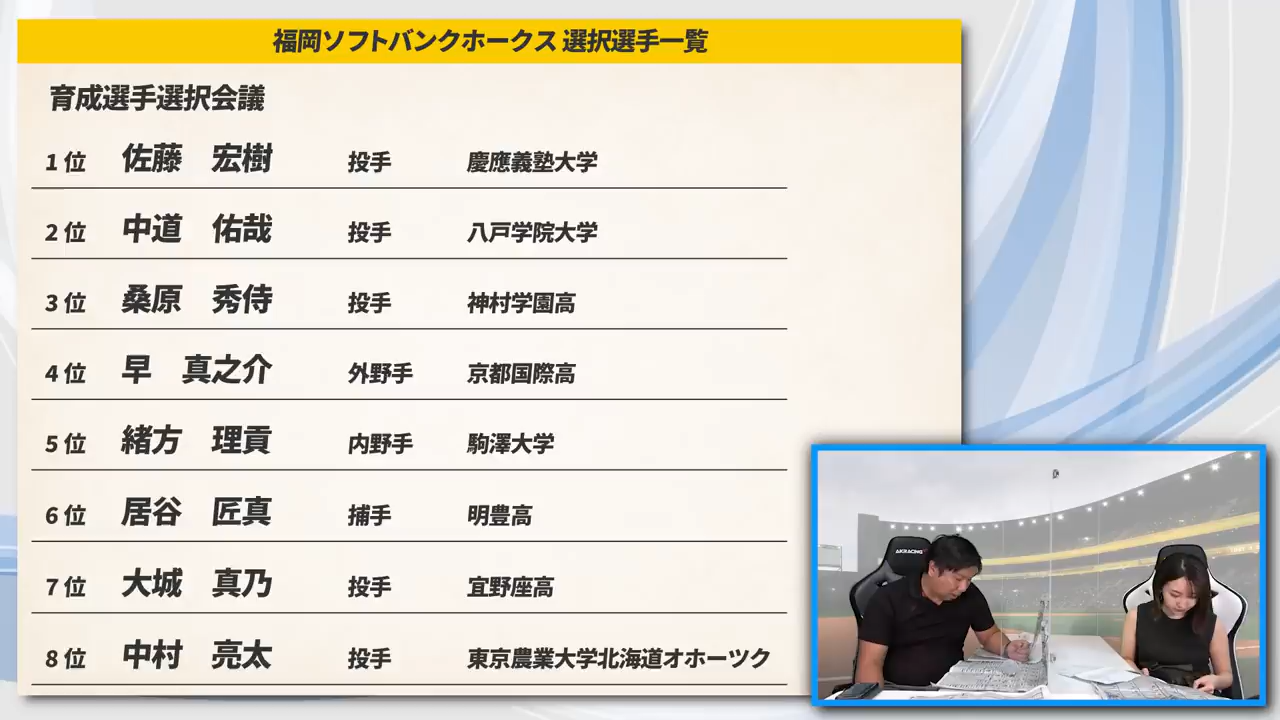 福岡ソフトバンクホークス 選択選手一覧
育成選手選択会議
1位 佐藤 宏樹 投手 慶應義塾大学
2位 中道 佑哉 投手 八戸学院大学
3位 桑原 秀侍 投手 神村学園高
4位 早 真之介 外野手 京都国際高
5位 緒方 理貢 内野手 駒澤大学
6位 居谷 匠真 捕手 明豊高
7位 大城 真乃 投手 宜野座高
8位 中村 亮太 投手 東京農業大学北海道オホーツク
AKRACING